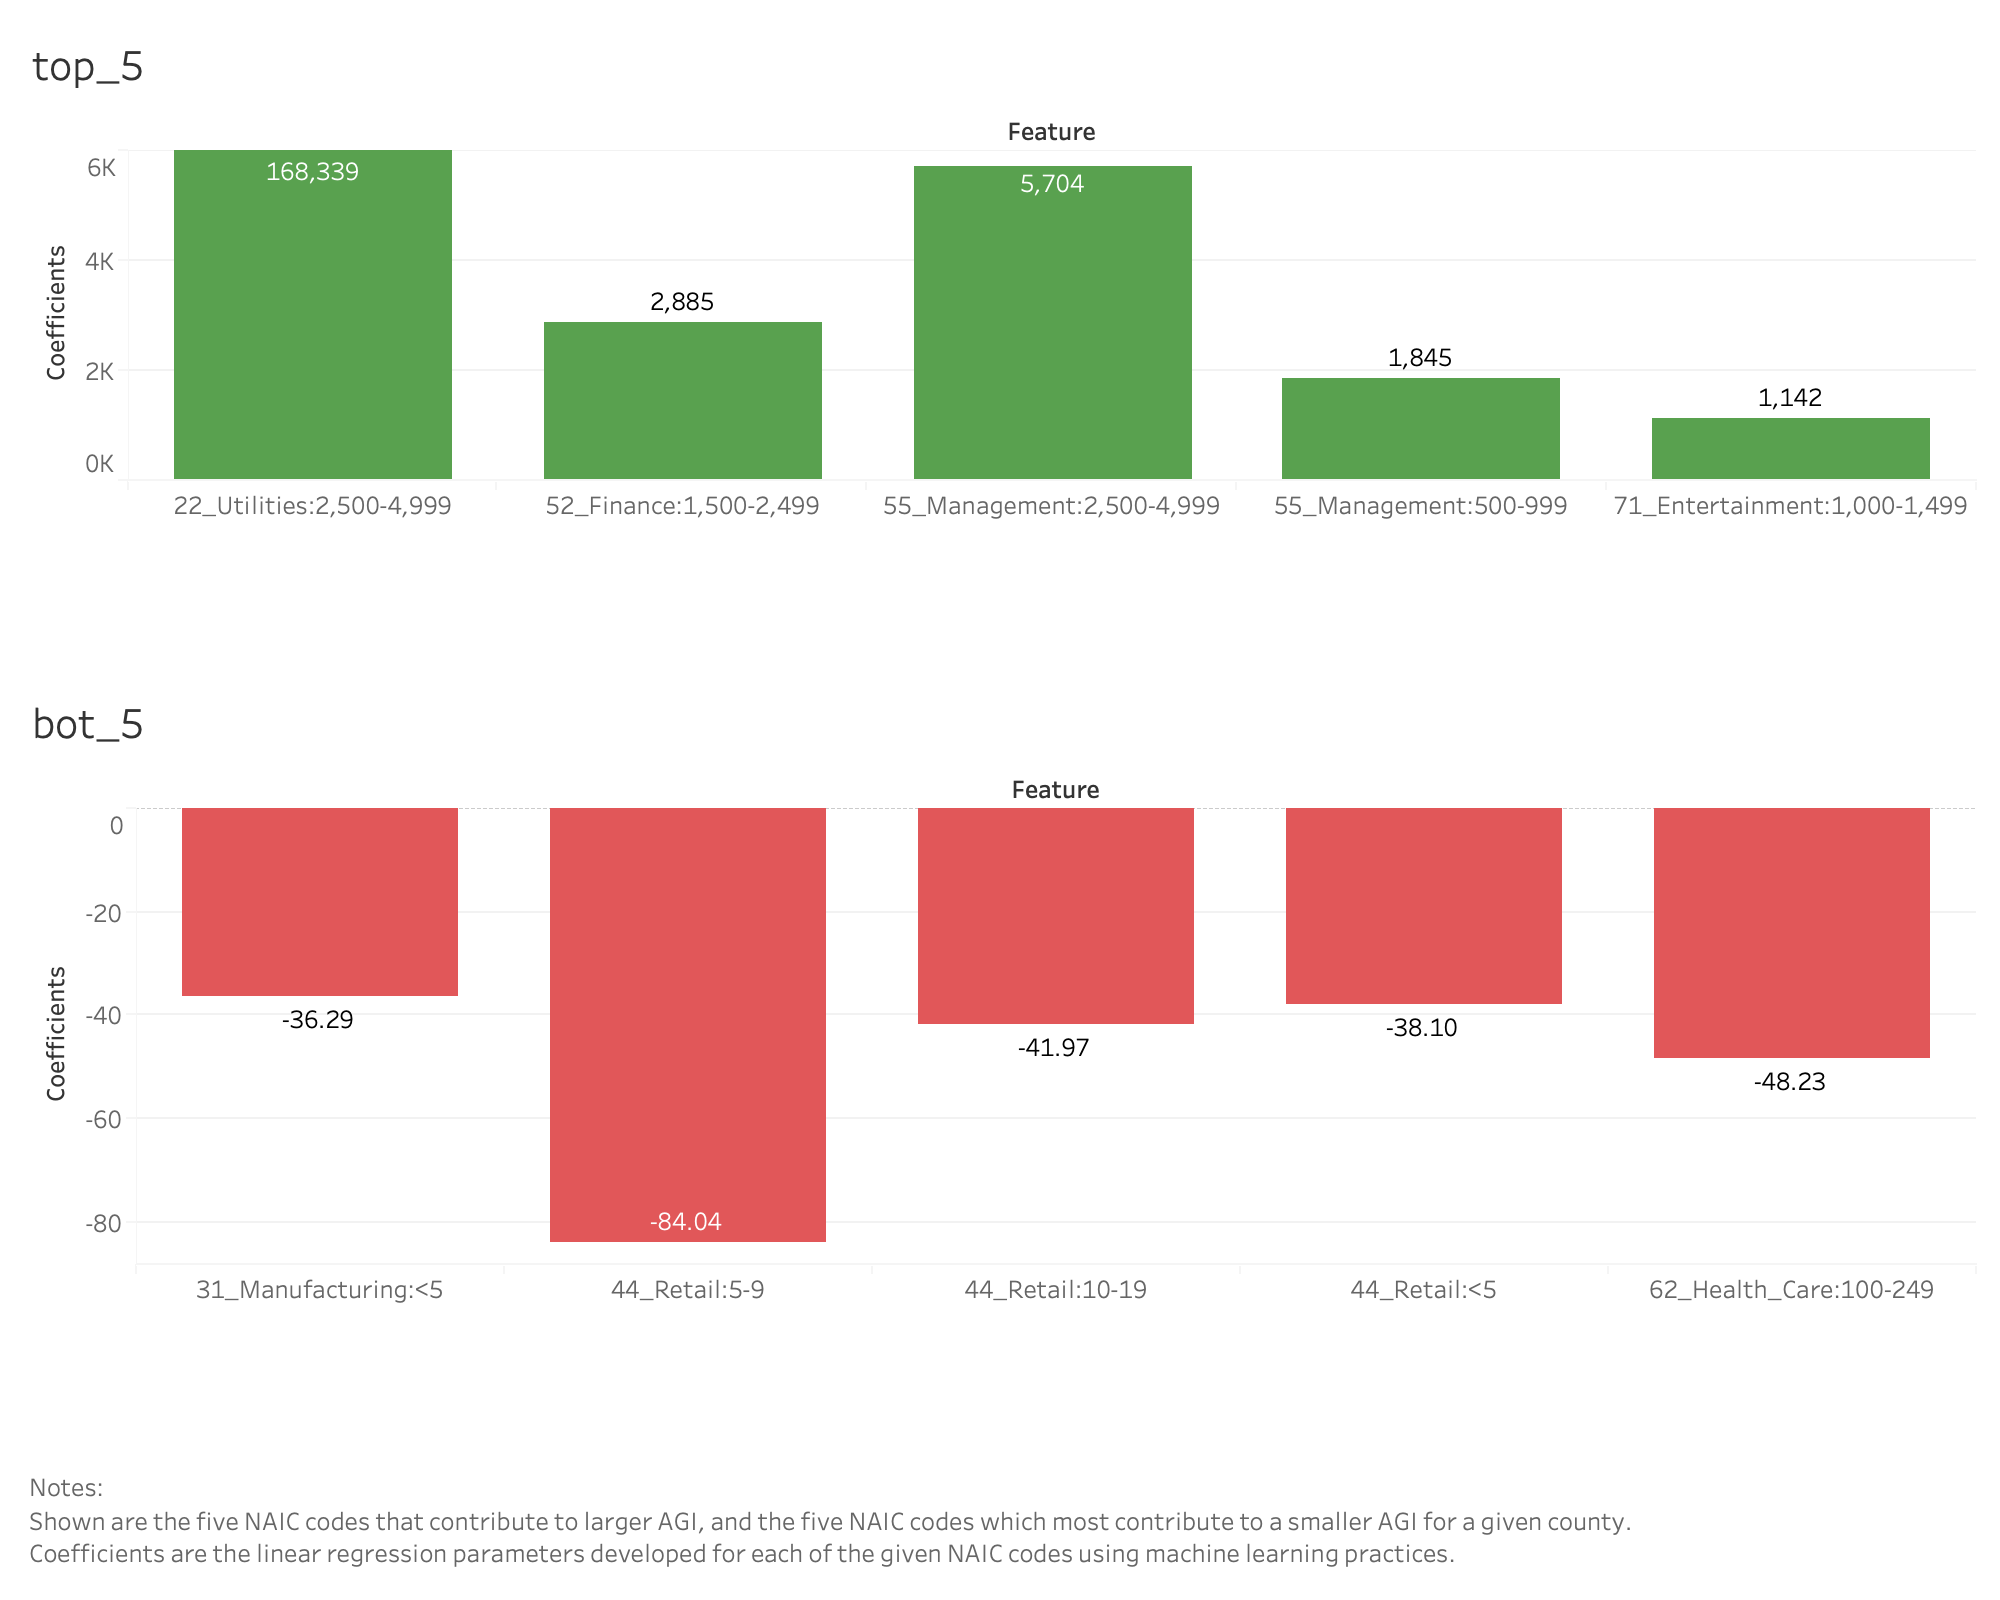 top_5
Feature
Coefficients
6K
4K
2K
0K
168,339
2,885
5,704
1,845
1,142
22_Utilities:2,500-4,999
52_Finance:1,500-2,499
55_Management:2,500-4,999
55_Management:500-999
71_Entertainment:1,000-1,499
bot_5
Feature
Coefficients
0
-20
-40
-60
-80
-36.29
-84.04
-41.97
-38.10
-48.23
31_Manufacturing:<5
44_Retail:5-9
44_Retail:10-19
44_Retail:<5
62_Health_Care:100-249
Notes:
Shown are the five NAIC codes that contribute to larger AGI, and the five NAIC codes which most contribute to a smaller AGI for a given county.
Coefficients are the linear regression parameters developed for each of the given NAIC codes using machine learning practices.